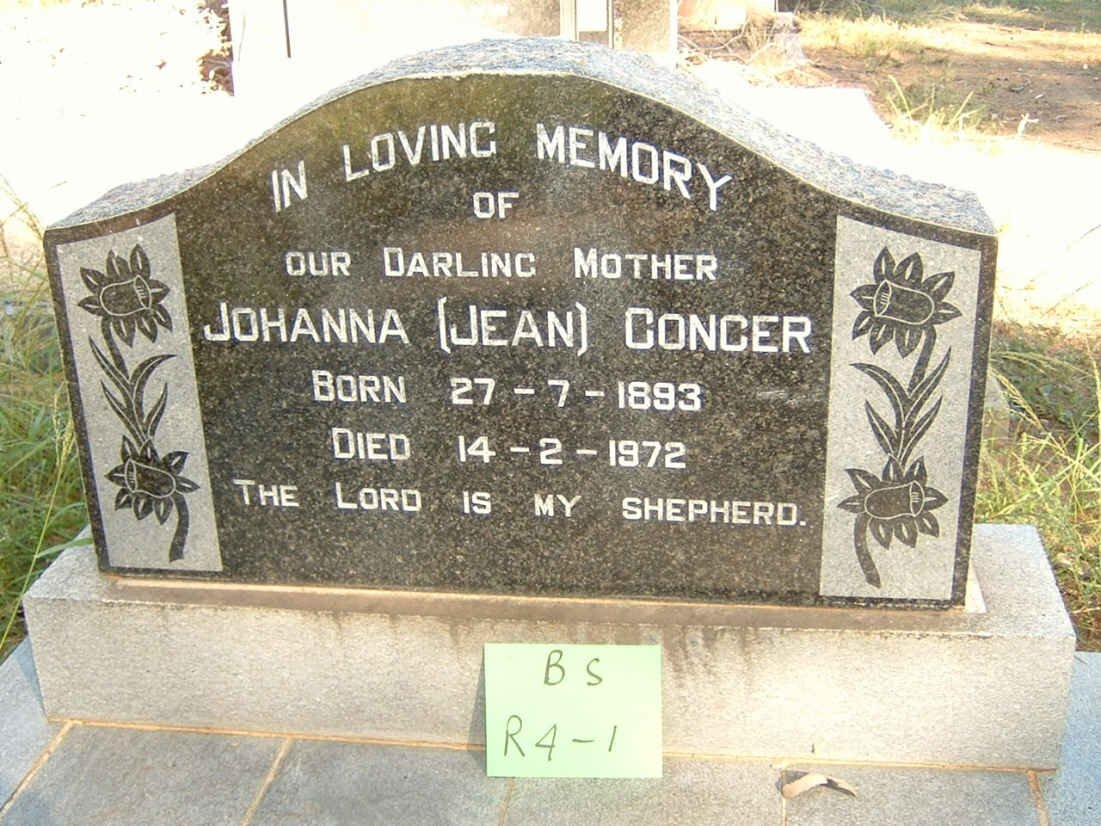 IN LOVING MEMORY
OF
OUR DARLING MOTHER
JOHANNA (JEAN) GONGER
BORN 27-7-1893
DIED 14-2-1972
THE LORD IS MY SHEPHERD.
BS
R4-1